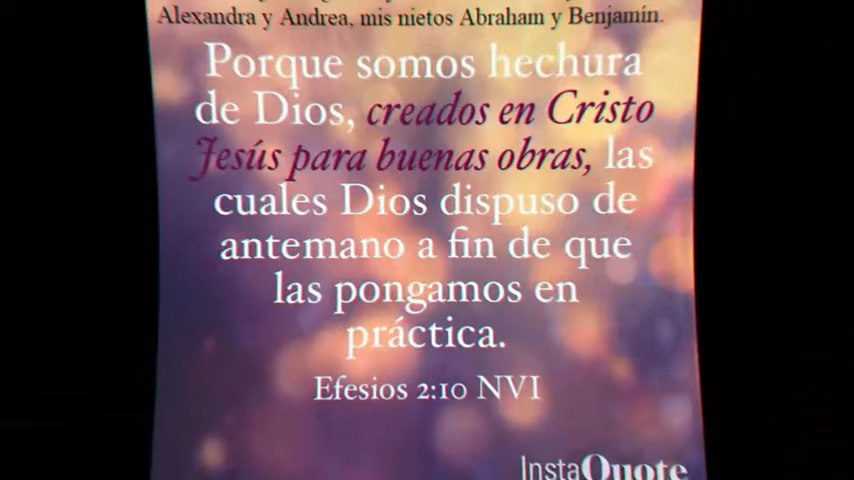 Alexandra y Andrea, mis nietos Abraham y Benjamín.
Porque somos hechura
de Dios, creados en Cristo
Jesús para buenas obras, las
cuales Dios dispuso de
antemano a fin de que
las pongamos en
práctica.
Efesios 2:10 NVI
InstaQuote